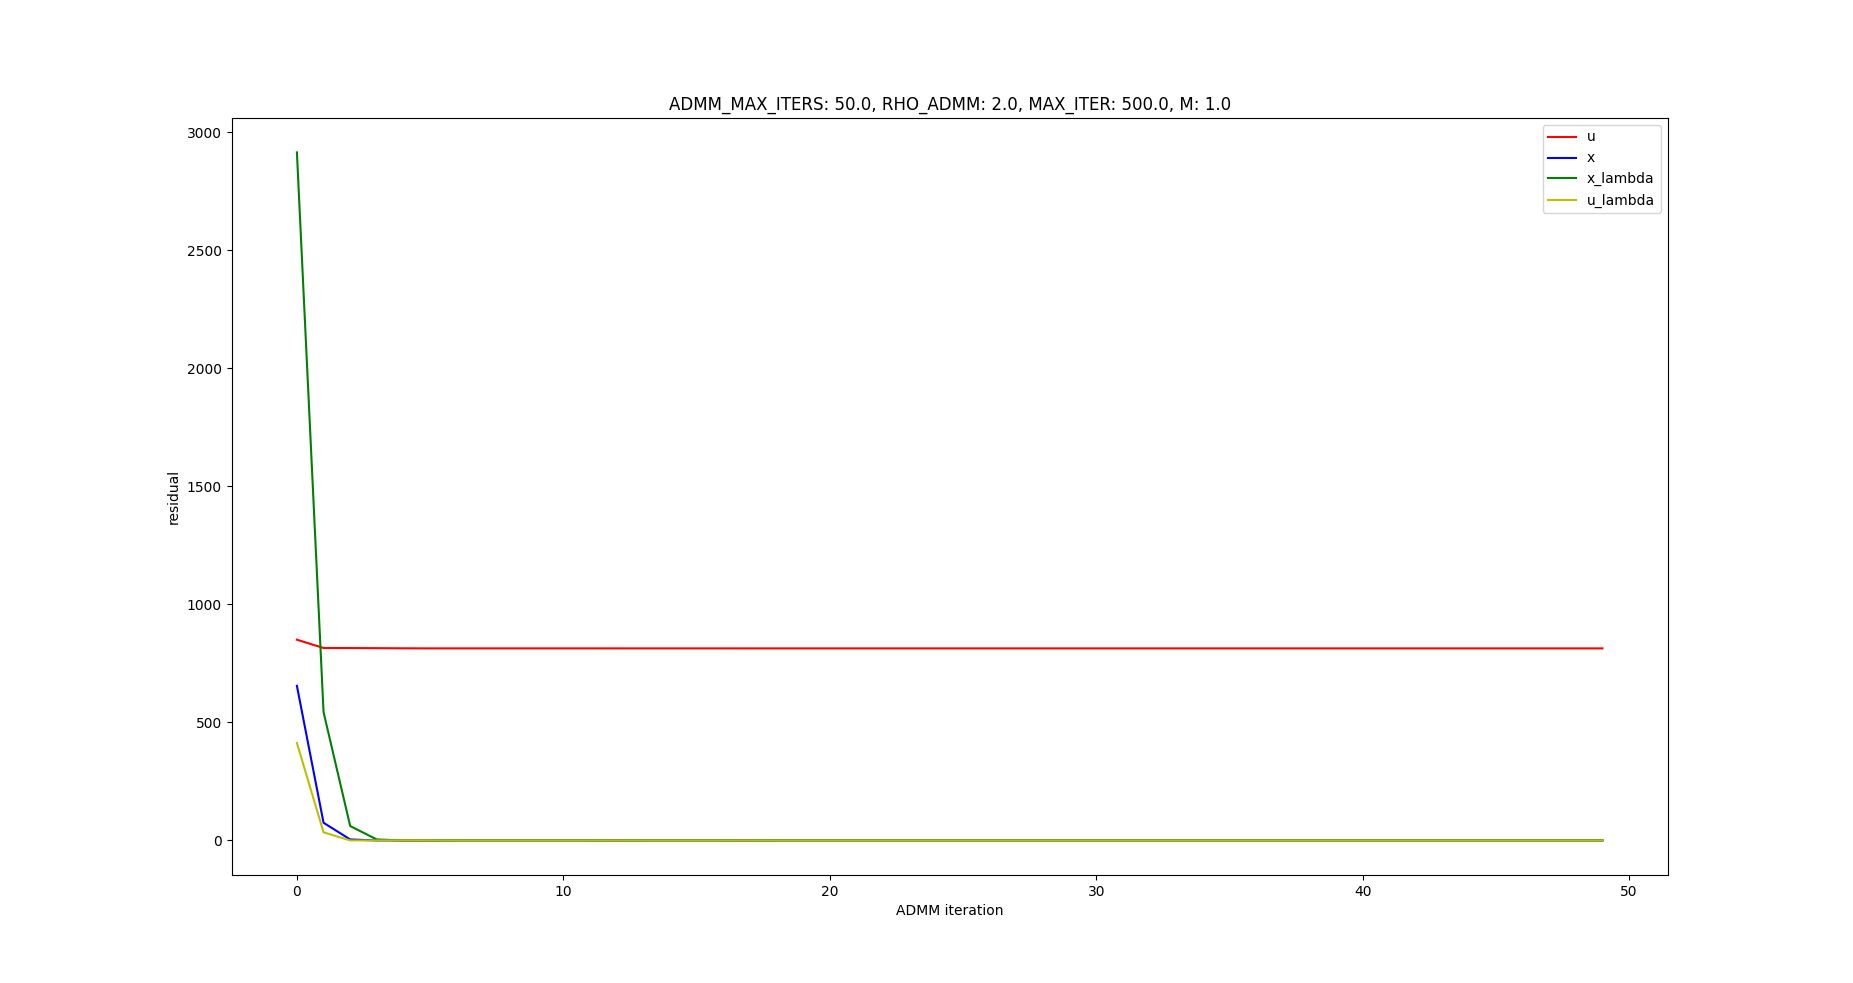 ADMM_MAX_ITERS: 50.0, RHO_ADMM: 2.0, MAX_ITER: 500.0, M: 1.0
u
x
x_lambda
u_lambda
3000
2500
2000
1500
1000
500
0
residual
0 10 20 30 40 50
ADMM iteration